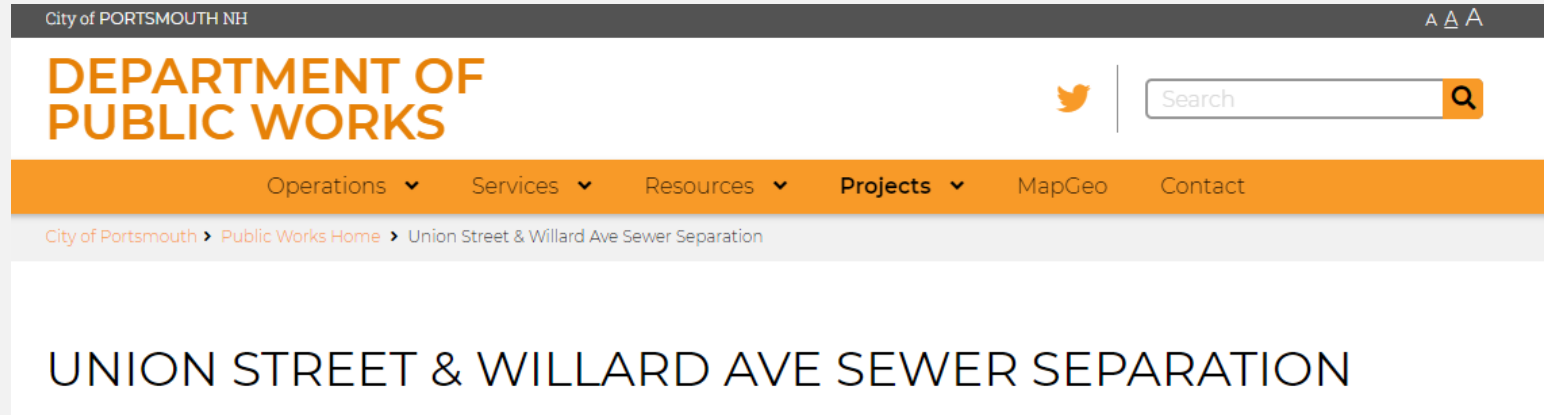 City of PORTSMOUTH NH
A A A
DEPARTMENT OF
PUBLIC WORKS
Search
Operations Services Resources Projects MapGeo Contact
City of Portsmouth > Public Works Home > Union Street & Willard Ave Sewer Separation
UNION STREET & WILLARD AVE SEWER SEPARATION